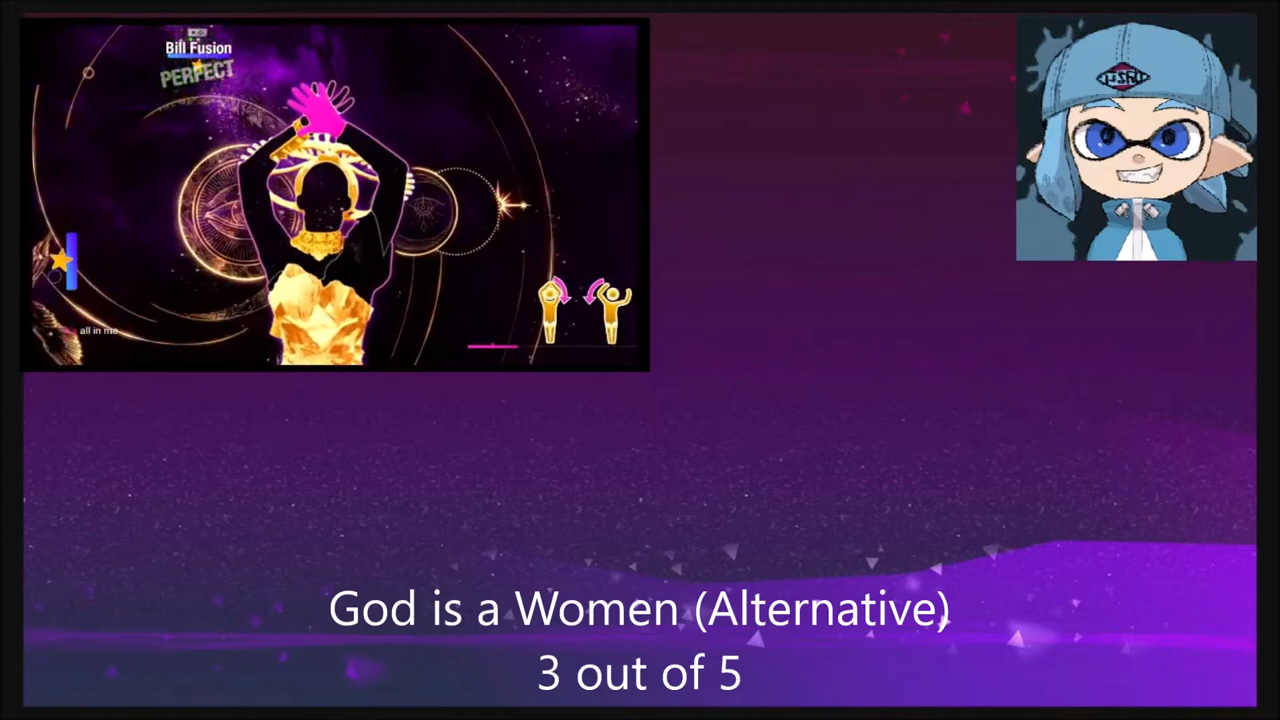 Bill Fusion
PERFECT
all in me
God is a Women (Alternative)
3 out of 5